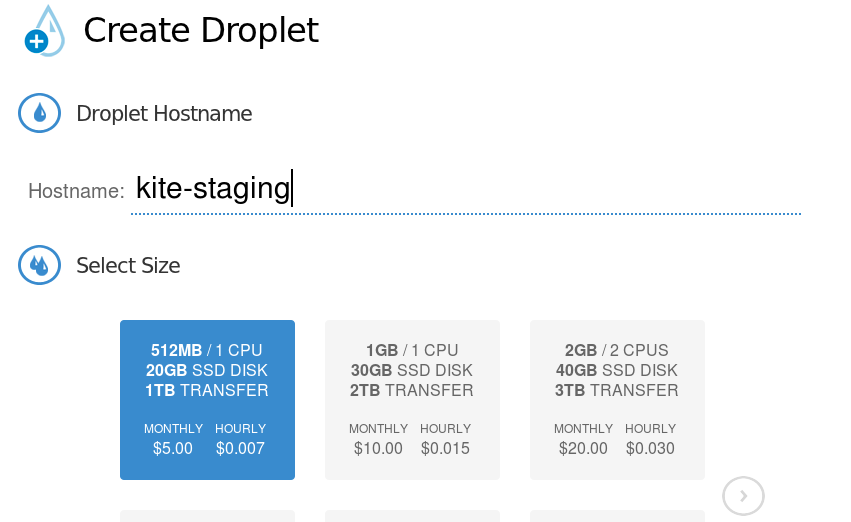 Create Droplet
Droplet Hostname
Hostname: kite-staging
Select Size
512MB / 1 CPU
20GB SSD DISK
1TB TRANSFER
MONTHLY HOURLY
$5.00 $0.007
1GB / 1 CPU
30GB SSD DISK
2TB TRANSFER
MONTHLY HOURLY
$10.00 $0.015
2GB / 2 CPUS
40GB SSD DISK
3TB TRANSFER
MONTHLY HOURLY
$20.00 $0.030